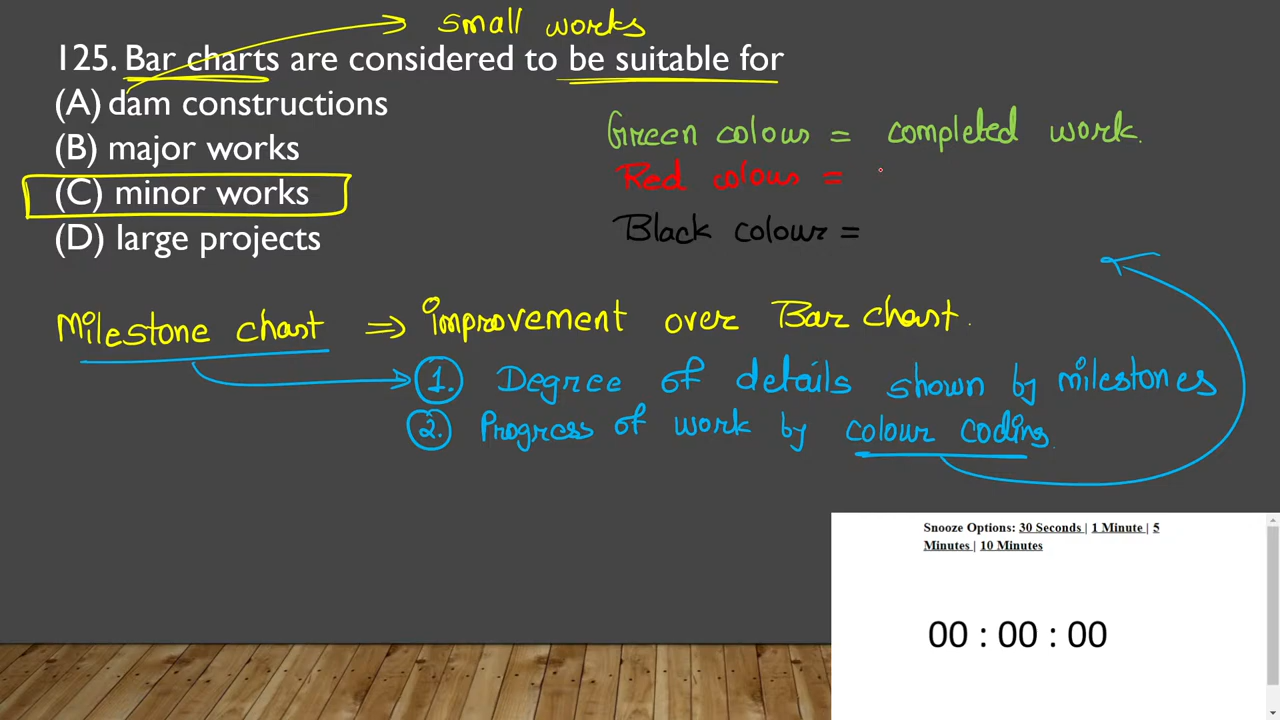 small works
125. Bar charts are considered to be suitable for
(A) dam constructions
(B) major works
(C) minor works
(D) large projects
Green colour = completed work.
Red colour =
Black colour =
Milestone chart ⇒ improvement over Bar chart.
1. Degree of details shown by milestones
2. Progress of work by colour coding
Snooze Options: 30 Seconds | 1 Minute | 5
Minutes | 10 Minutes
00 : 00 : 00